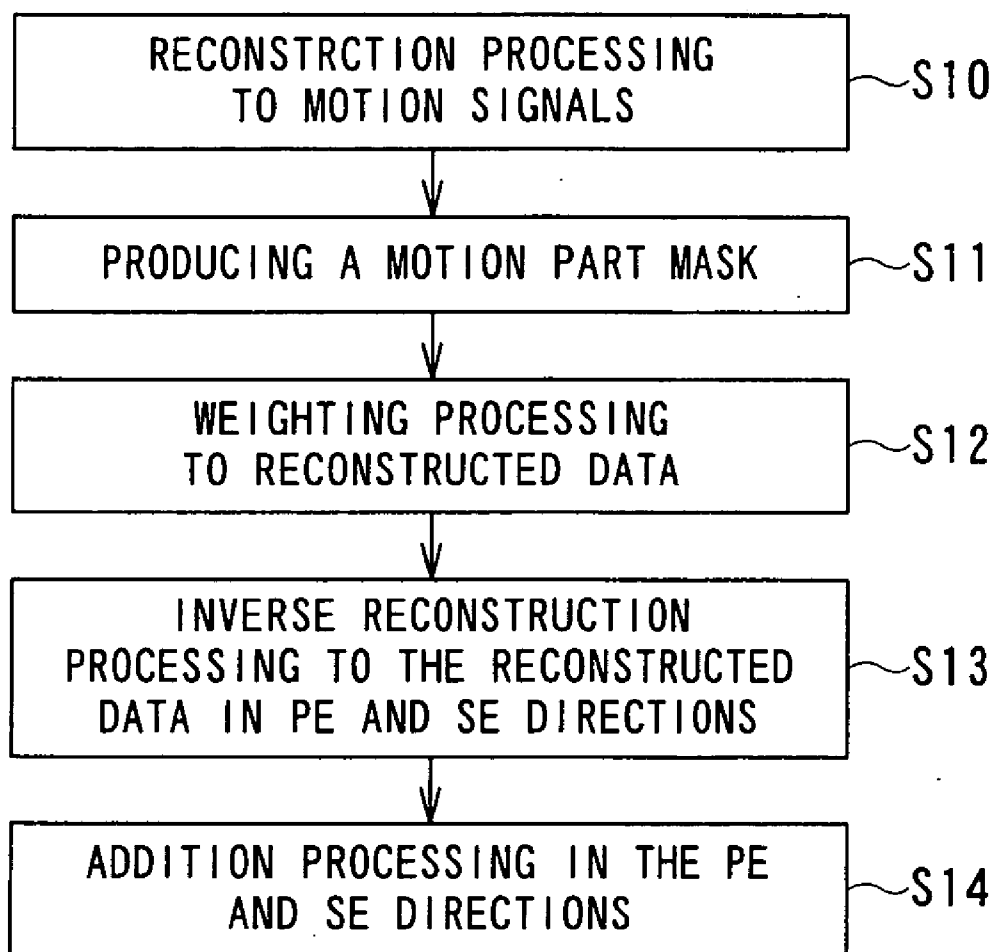 RECONSTRCTION PROCESSING
TO MOTION SIGNALS
S10
PRODUCING A MOTION PART MASK
S11
WEIGHTING PROCESSING
TO RECONSTRUCTED DATA
S12
INVERSE RECONSTRUCTION
PROCESSING TO THE RECONSTRUCTED
DATA IN PE AND SE DIRECTIONS
S13
ADDITION PROCESSING IN THE PE
AND SE DIRECTIONS
S14